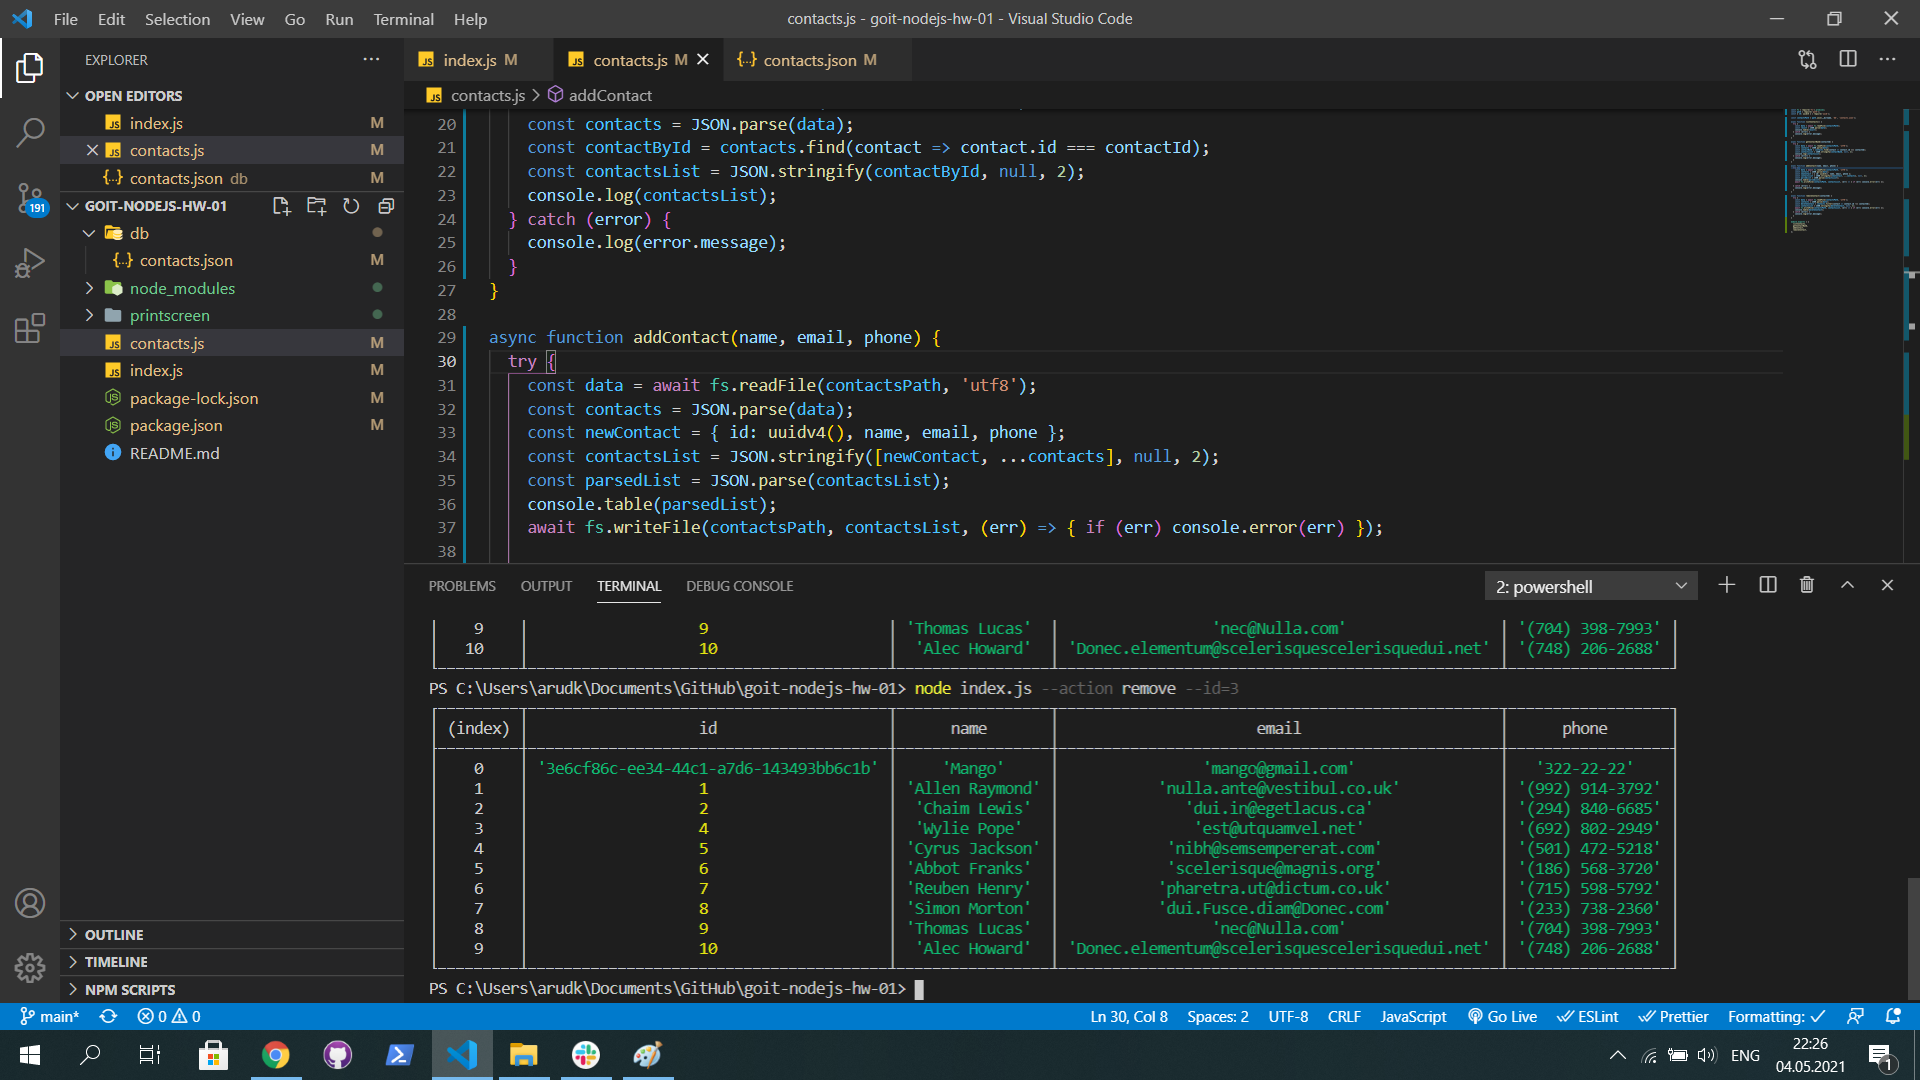 File Edit Selection View Go Run Terminal Help
contacts.js - goit-nodejs-hw-01 - Visual Studio Code
EXPLORER
OPEN EDITORS
JS index.js M
JS contacts.js M
{..} contacts.json db M
191
GOIT-NODEJS-HW-01
db
{..} contacts.json M
node_modules
printscreen
JS contacts.js M
JS index.js M
package-lock.json M
package.json M
README.md
OUTLINE
TIMELINE
NPM SCRIPTS
JS index.js M
JS contacts.js M
{..} contacts.json M
JS contacts.js > addContact
20 const contacts = JSON.parse(data);
21 const contactById = contacts.find(contact => contact.id === contactId);
22 const contactsList = JSON.stringify(contactById, null, 2);
23 console.log(contactsList);
24 } catch (error) {
25 console.log(error.message);
26 }
27 }
28
29 async function addContact(name, email, phone) {
30 try {
31 const data = await fs.readFile(contactsPath, 'utf8');
32 const contacts = JSON.parse(data);
33 const newContact = { id: uuidv4(), name, email, phone };
34 const contactsList = JSON.stringify([newContact, ...contacts], null, 2);
35 const parsedList = JSON.parse(contactsList);
36 console.table(parsedList);
37 await fs.writeFile(contactsPath, contactsList, (err) => { if (err) console.error(err) });
38
PROBLEMS OUTPUT TERMINAL DEBUG CONSOLE
2: powershell
9 9 'Thomas Lucas' 'nec@Nulla.com' '(704) 398-7993'
10 10 'Alec Howard' 'Donec.elementum@scelerisquescelerisquedui.net' '(748) 206-2688'
PS C:\Users\arudk\Documents\GitHub\goit-nodejs-hw-01> node index.js --action remove --id=3
(index) id name email phone
0 '3e6cf86c-ee34-44c1-a7d6-143493bb6c1b' 'Mango' 'mango@gmail.com' '322-22-22'
1 1 'Allen Raymond' 'nulla.ante@vestibul.co.uk' '(992) 914-3792'
2 2 'Chaim Lewis' 'dui.in@egetlacus.ca' '(294) 840-6685'
3 4 'Wylie Pope' 'est@utquamvel.net' '(692) 802-2949'
4 5 'Cyrus Jackson' 'nibh@semsempererat.com' '(501) 472-5218'
5 6 'Abbot Franks' 'scelerisque@magnis.org' '(186) 568-3720'
6 7 'Reuben Henry' 'pharetra.ut@dictum.co.uk' '(715) 598-5792'
7 8 'Simon Morton' 'dui.Fusce.diam@Donec.com' '(233) 738-2360'
8 9 'Thomas Lucas' 'nec@Nulla.com' '(704) 398-7993'
9 10 'Alec Howard' 'Donec.elementum@scelerisquescelerisquedui.net' '(748) 206-2688'
PS C:\Users\arudk\Documents\GitHub\goit-nodejs-hw-01>
main* 0 0 Ln 30, Col 8 Spaces: 2 UTF-8 CRLF JavaScript Go Live ESLint Prettier Formatting:
ENG
22:26
04.05.2021
1